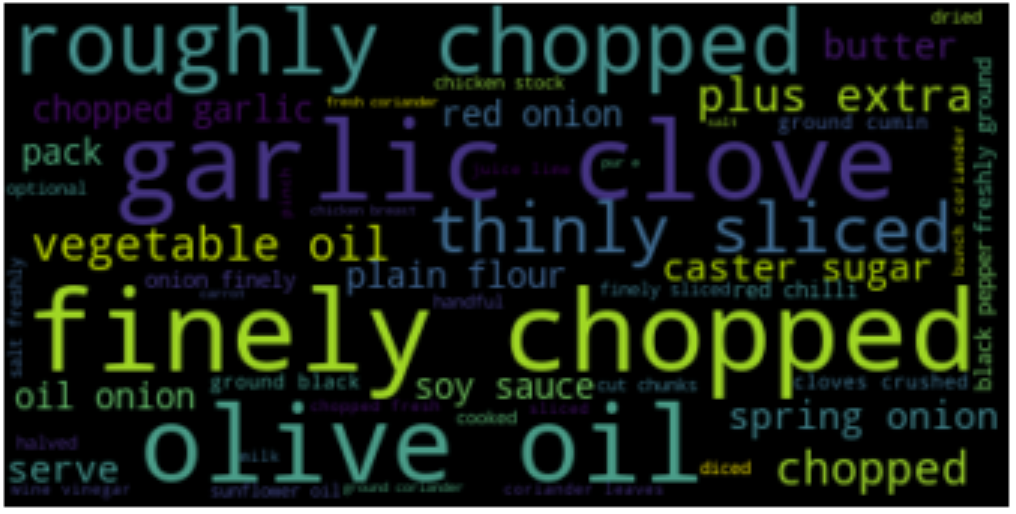 dried
roughly chopped
butter
chicken stock
plus extra
chopped garlic
fresh coriander
red onion
salt
ground cumin
pack
garlic clove
juice lime
pur e
optional
pinch
chicken breast
thinly sliced
bunch coriander
black pepper freshly ground
vegetable oil
plain flour
caster sugar
salt freshly
onion finely
carrot
handful
finely sliced
red chilli
finely chopped
oil onion
ground black
soy sauce
cut chunks
cloves crushed
chopped fresh
sliced
cooked
spring onion
olive oil
halved
milk
serve
diced
chopped
wine vinegar
sunflower oil
ground coriander
coriander leaves